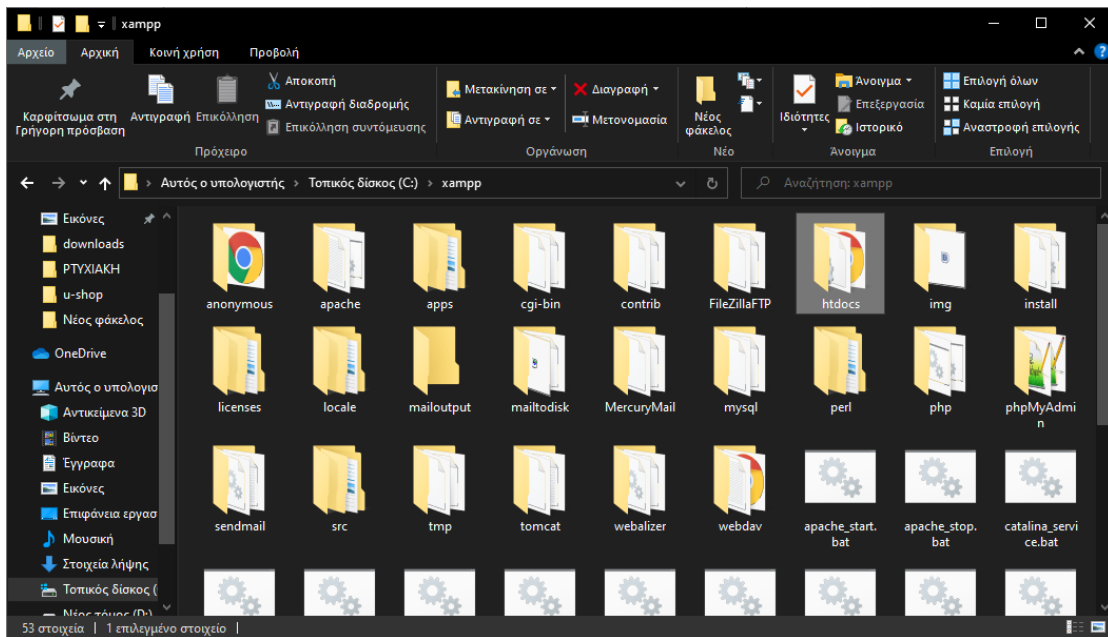 xampp
Αρχείο Αρχική Κοινή χρήση Προβολή
Καρφίτσωμα στη
Γρήγορη πρόσβαση
Αντιγραφή
Επικόλληση
Αποκοπή
Αντιγραφή διαδρομής
Επικόλληση συντόμευσης
Πρόχειρο
Μετακίνηση σε
Αντιγραφή σε
Διαγραφή
Μετονομασία
Οργάνωση
Νέος
φάκελος
Νέο
Ιδιότητες
Άνοιγμα
Επεξεργασία
Ιστορικό
Άνοιγμα
Επιλογή όλων
Καμία επιλογή
Αναστροφή επιλογής
Επιλογή
Αυτός ο υπολογιστής › Τοπικός δίσκος (C:) › xampp
Αναζήτηση: xampp
Εικόνες
downloads
PTYXIAKH
u-shop
Νέος φάκελος
OneDrive
Αυτός ο υπολογισ
Αντικείμενα 3D
Βίντεο
Έγγραφα
Εικόνες
Επιφάνεια εργασ
Μουσική
Στοιχεία λήψης
Τοπικός δίσκος (
Νέος τόμος (D:)
anonymous apache apps cgi-bin contrib FileZillaFTP htdocs img install
licenses locale mailoutput mailtodisk MercuryMail mysql perl php phpMyAdmi
n
sendmail src tmp tomcat webalizer webdav apache_start. apache_stop. catalina_servi
bat bat ce.bat
53 στοιχεία | 1 επιλεγμένο στοιχείο |